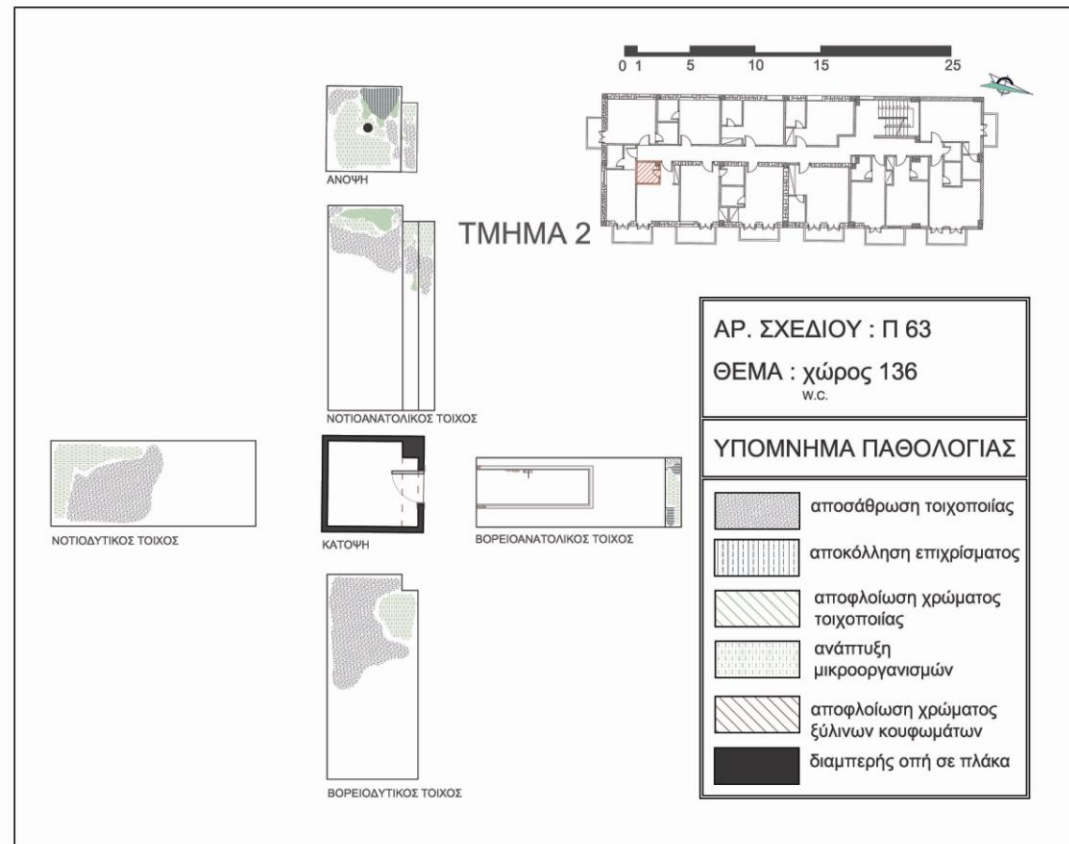 0 1 5 10 15 25
ΑΝΟΨΗ
ΤΜΗΜΑ 2
ΝΟΤΙΟΑΝΑΤΟΛΙΚΟΣ ΤΟΙΧΟΣ
ΝΟΤΙΟΔΥΤΙΚΟΣ ΤΟΙΧΟΣ
ΚΑΤΟΨΗ
ΒΟΡΕΙΟΑΝΑΤΟΛΙΚΟΣ ΤΟΙΧΟΣ
ΒΟΡΕΙΟΔΥΤΙΚΟΣ ΤΟΙΧΟΣ
ΑΡ. ΣΧΕΔΙΟΥ : Π 63
ΘΕΜΑ : χώρος 136
w.c.
ΥΠΟΜΝΗΜΑ ΠΑΘΟΛΟΓΙΑΣ
αποσάθρωση τοιχοποιίας
αποκόλληση επιχρίσματος
αποφλοίωση χρώματος
τοιχοποιίας
ανάπτυξη
μικροοργανισμών
αποφλοίωση χρώματος
ξύλινων κουφωμάτων
διαμπερής οπή σε πλάκα